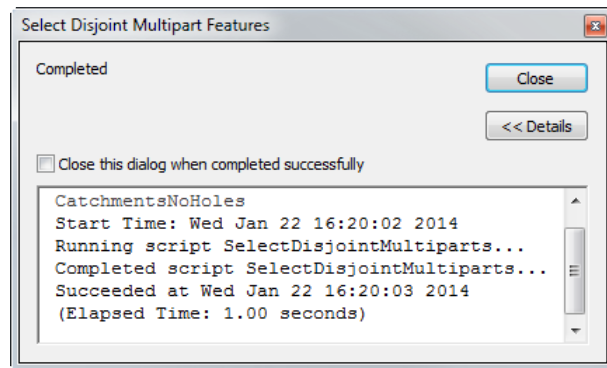 Select Disjoint Multipart Features
Completed
Close
<< Details
Close this dialog when completed successfully
CatchmentsNoHoles
Start Time: Wed Jan 22 16:20:02 2014
Running script SelectDisjointMultiparts...
Completed script SelectDisjointMultiparts...
Succeeded at Wed Jan 22 16:20:03 2014
(Elapsed Time: 1.00 seconds)